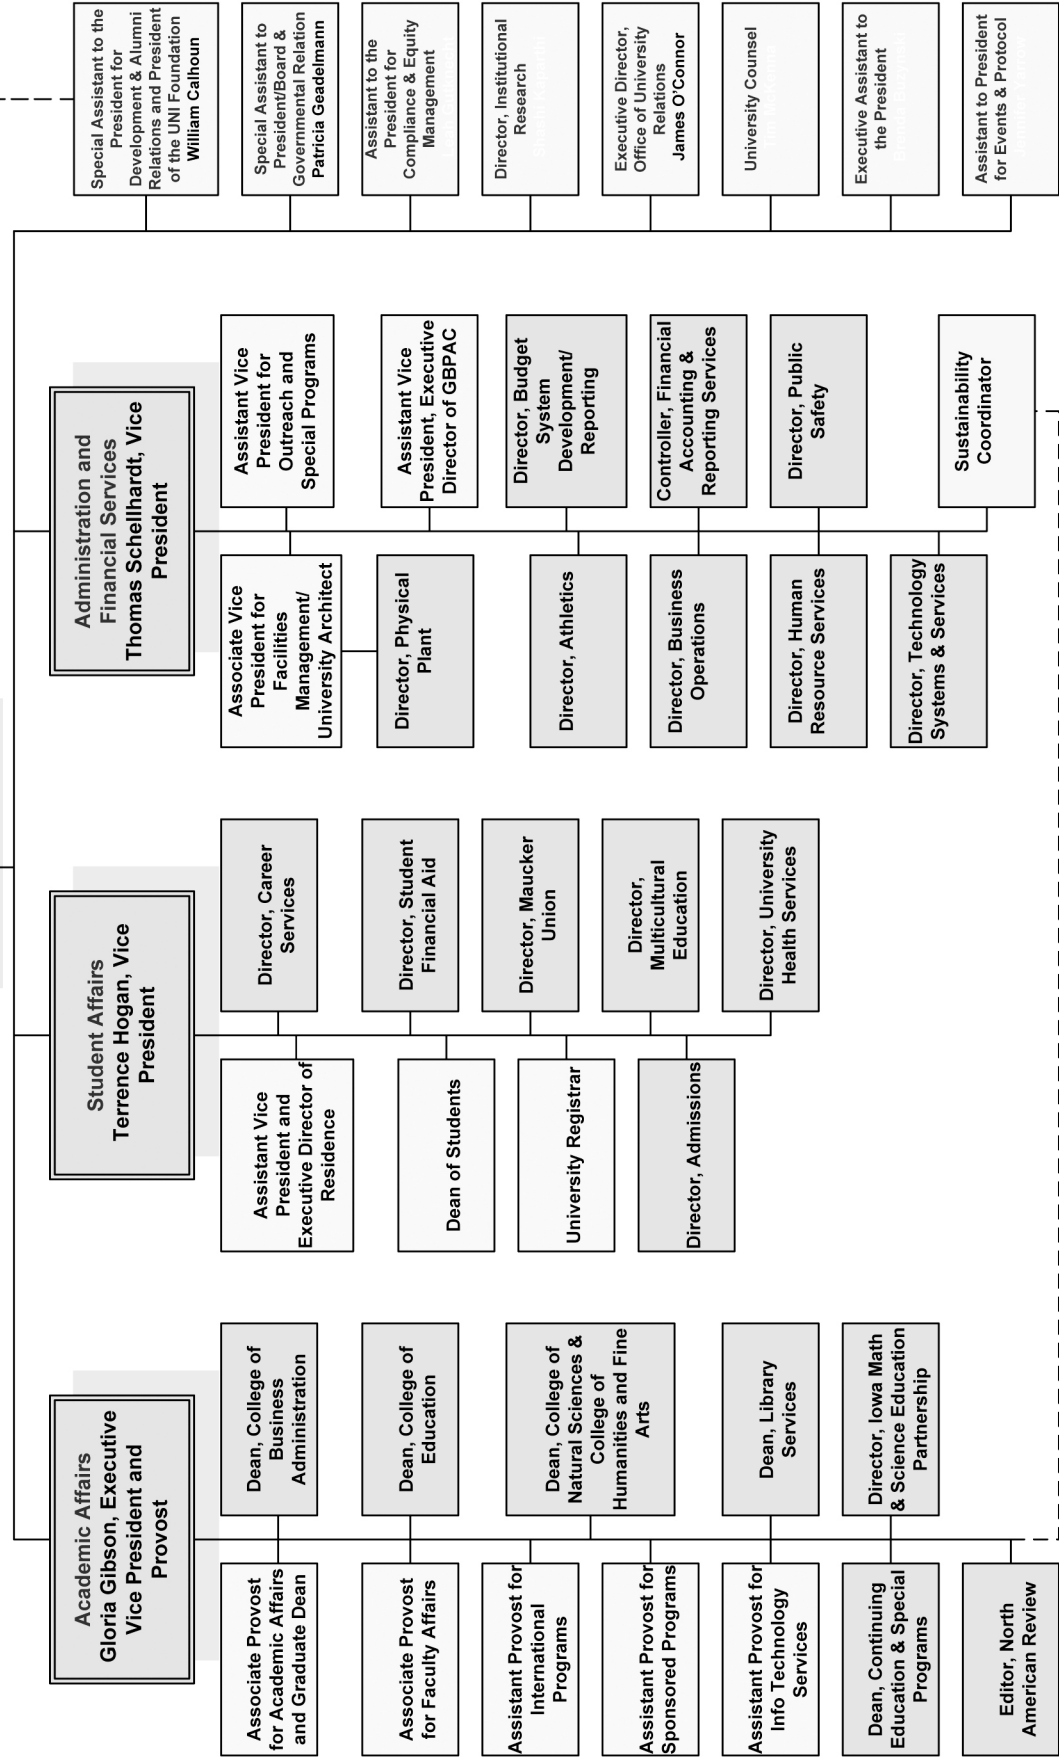 Academic Affairs
Gloria Gibson, Executive
Vice President and
Provost
Associate Provost
for Academic Affairs
and Graduate Dean
Dean, College of
Business
Administration
Associate Provost
for Faculty Affairs
Dean, College of
Education
Assistant Provost for
International
Programs
Dean, College of
Natural Sciences &
College of
Humanities and Fine
Arts
Assistant Provost for
Sponsored Programs
Assistant Provost for
Info Technology
Services
Dean, Library
Services
Dean, Continuing
Education & Special
Programs
Director, Iowa Math
& Science Education
Partnership
Editor, North
American Review
Student Affairs
Terrence Hogan, Vice
President
Assistant Vice
President and
Executive Director of
Residence
Director, Career
Services
Dean of Students
Director, Student
Financial Aid
University Registrar
Director, Maucker
Union
Director, Admissions
Director,
Multicultural
Education
Director, University
Health Services
Administration and
Financial Services
Thomas Schellhardt, Vice
President
Associate Vice
President for
Facilities
Management/
University Architect
Assistant Vice
President for
Outreach and
Special Programs
Director, Physical
Plant
Assistant Vice
President, Executive
Director of GBPAC
Director, Athletics
Director, Budget
System
Development/
Reporting
Director, Business
Operations
Controller, Financial
Accounting &
Reporting Services
Director, Human
Resource Services
Director, Public
Safety
Director, Technology
Systems & Services
Sustainability
Coordinator
Special Assistant to the
President for
Development & Alumni
Relations and President
of the UNI Foundation
William Calhoun
Special Assistant to
President/Board &
Governmental Relation
Patricia Geadelmann
Assistant to the
President for
Compliance & Equity
Management
Director, Institutional
Research
Executive Director,
Office of University
Relations
James O'Connor
University Counsel
Executive Assistant to
the President
Assistant to President
for Events & Protocol